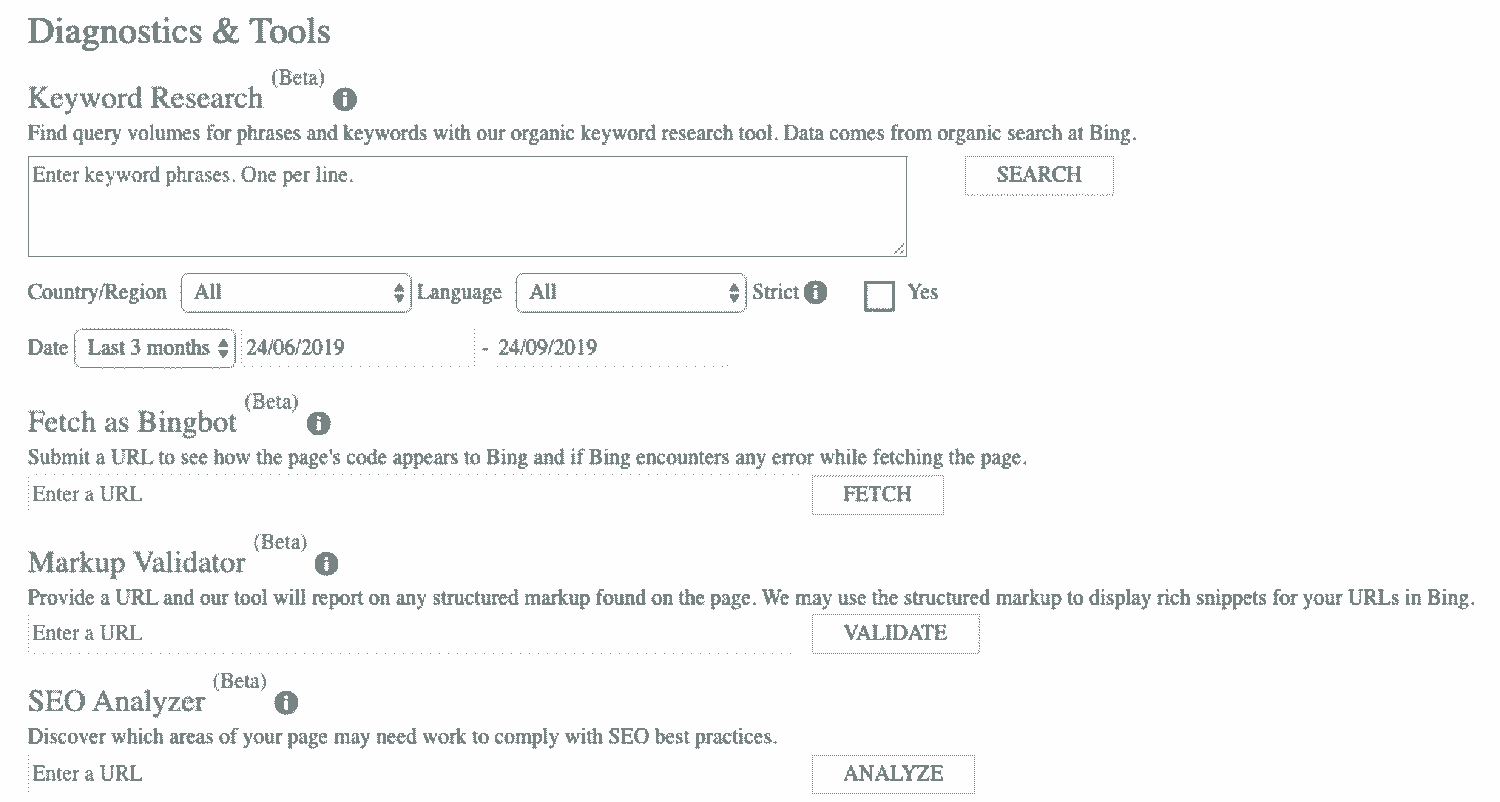 Diagnostics & Tools
Keyword Research (Beta)
Find query volumes for phrases and keywords with our organic keyword research tool. Data comes from organic search at Bing.
Enter keyword phrases. One per line. SEARCH
Country/Region All Language All Strict Yes
Date Last 3 months 24/06/2019 - 24/09/2019
Fetch as Bingbot (Beta)
Submit a URL to see how the page's code appears to Bing and if Bing encounters any error while fetching the page.
Enter a URL FETCH
Markup Validator (Beta)
Provide a URL and our tool will report on any structured markup found on the page. We may use the structured markup to display rich snippets for your URLs in Bing.
Enter a URL VALIDATE
SEO Analyzer (Beta)
Discover which areas of your page may need work to comply with SEO best practices.
Enter a URL ANALYZE